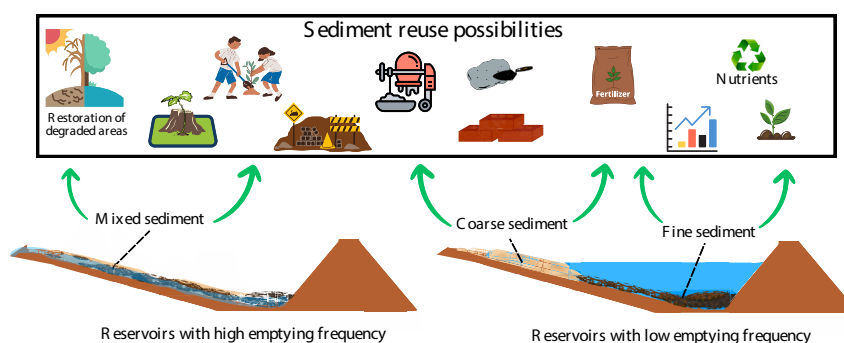 Sediment reuse possibilities
Nutrients
Fertilizer
Restoration of
degraded areas
Mixed sediment
Coarse sediment
Fine sediment
Reservoirs with high emptying frequency
Reservoirs with low emptying frequency